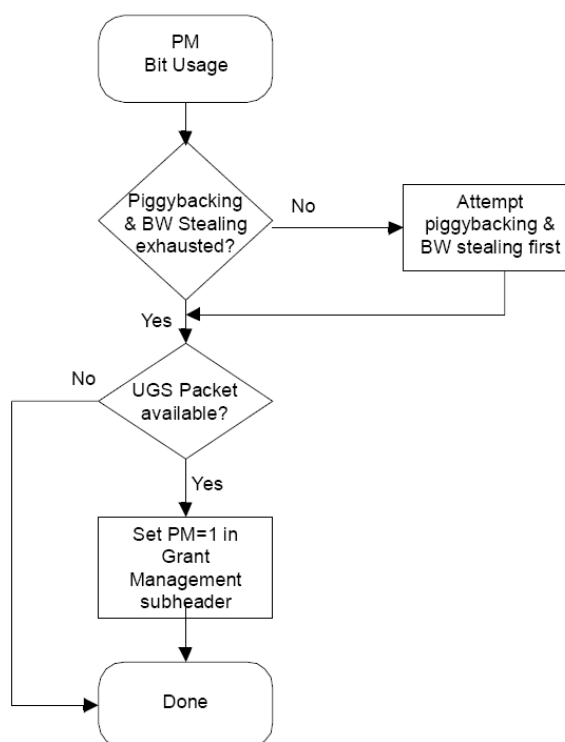 PM
Bit Usage
Piggybacking
& BW Stealing
exhausted?
No
Attempt
piggybacking &
BW stealing first
Yes
No
UGS Packet
available?
Yes
Set PM=1 in
Grant
Management
subheader
Done